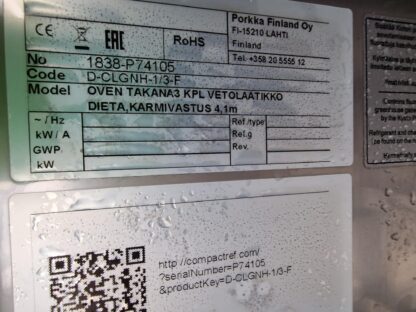 CE EAC RoHS
Porkka Finland Oy
FI-15210 LAHTI
Finland
Tel. +358 20 5555 12
No 1838-P74105
Code D-CLGNH-1/3-F
Model OVEN TAKANA3 KPL VETOLAATIKKO
DIETA,KARMIVASTUS 4,1m
~ / Hz
kW / A
GWP
kW
Ref./type
Ref.g
Rev.
http://compactref.com/
?serialNumber=P74105
&productKey=D-CLGNH-1/3-F